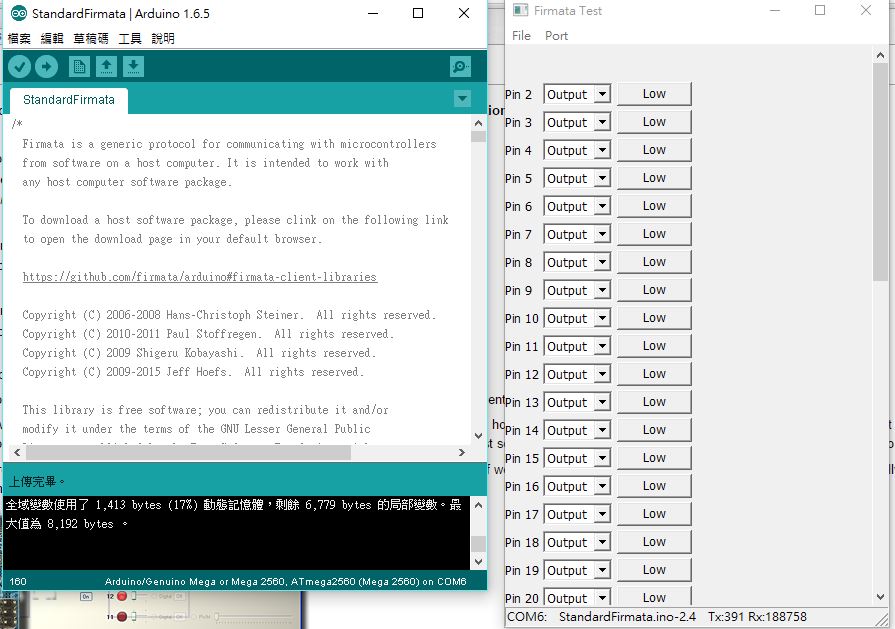 StandardFirmata | Arduino 1.6.5
檔案 編輯 草稿碼 工具 說明
StandardFirmata
/*
Firmata is a generic protocol for communicating with microcontrollers
from software on a host computer. It is intended to work with
any host computer software package.
To download a host software package, please clink on the following link
to open the download page in your default browser.
https://github.com/firmata/arduino#firmata-client-libraries
Copyright (C) 2006-2008 Hans-Christoph Steiner.  All rights reserved.
Copyright (C) 2010-2011 Paul Stoffregen.  All rights reserved.
Copyright (C) 2009 Shigeru Kobayashi.  All rights reserved.
Copyright (C) 2009-2015 Jeff Hoefs.  All rights reserved.
This library is free software; you can redistribute it and/or
modify it under the terms of the GNU Lesser General Public
上傳完畢。
全域變數使用了 1,413 bytes (17%) 動態記憶體，剩餘 6,779 bytes 的局部變數。最
大值為 8,192 bytes 。
160 Arduino/Genuino Mega or Mega 2560, ATmega2560 (Mega 2560) on COM6
On 12
11
Firmata Test
File Port
Pin 2 Output Low
Pin 3 Output Low
Pin 4 Output Low
Pin 5 Output Low
Pin 6 Output Low
Pin 7 Output Low
Pin 8 Output Low
Pin 9 Output Low
Pin 10 Output Low
Pin 11 Output Low
Pin 12 Output Low
Pin 13 Output Low
Pin 14 Output Low
Pin 15 Output Low
Pin 16 Output Low
Pin 17 Output Low
Pin 18 Output Low
Pin 19 Output Low
Pin 20 Output Low
COM6: StandardFirmata.ino-2.4 Tx:391 Rx:188758